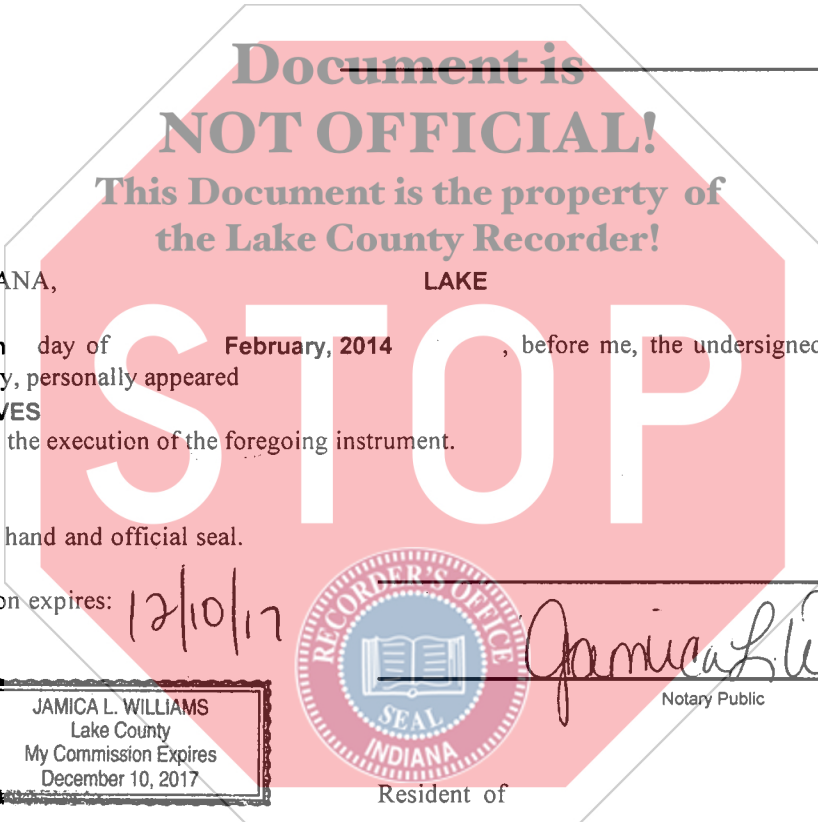 Document is
NOT OFFICIAL!
This Document is the property of
the Lake County Recorder!
ANA, LAKE
day of February, 2014 , before me, the undersigned
y, personally appeared
VES
the execution of the foregoing instrument.
STOP
hand and official seal.
on expires: 12/10/17
RECORDER'S OFFICE
SEAL
INDIANA
Jamica L. Wi
Notary Public
JAMICA L. WILLIAMS
Lake County
My Commission Expires
December 10, 2017
Resident of